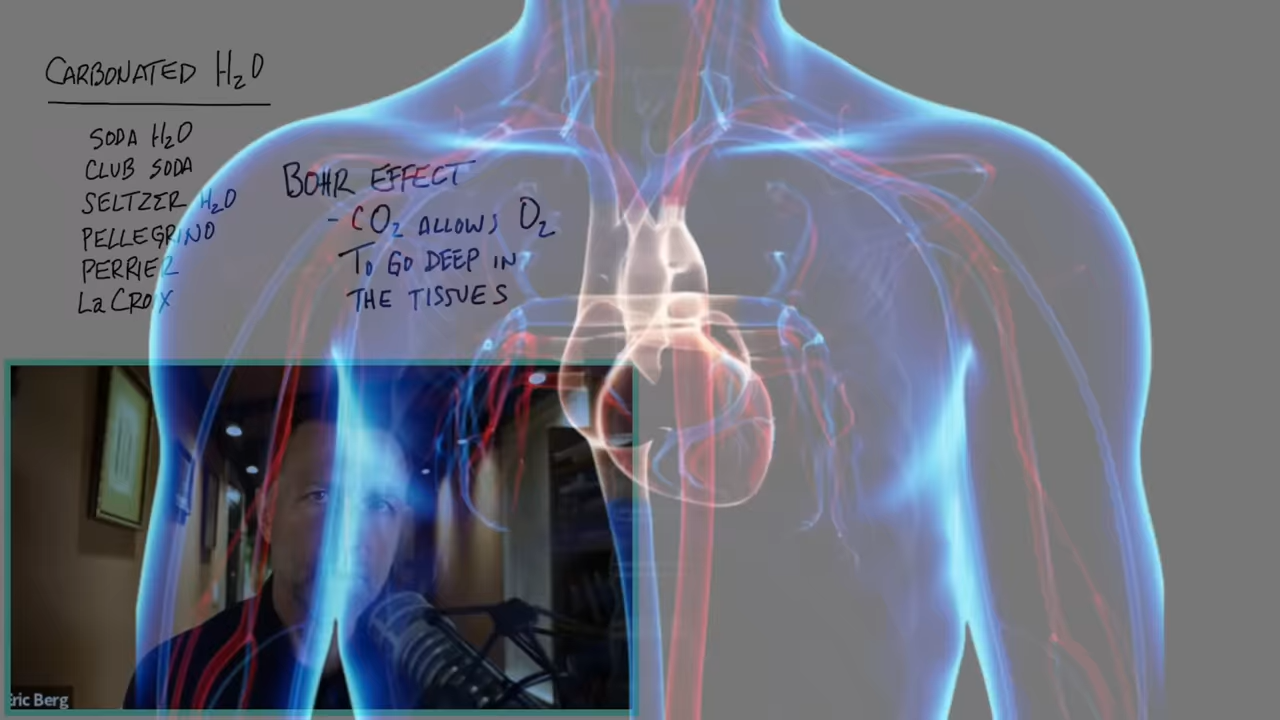 CARBONATED H₂O
SODA H₂O
CLUB SODA
SELTZER H₂O
PELLEGRINO
PERRIER
LaCROIX
BOHR EFFECT
- CO₂ ALLOWS O₂
TO GO DEEP IN
THE TISSUES
Eric Berg